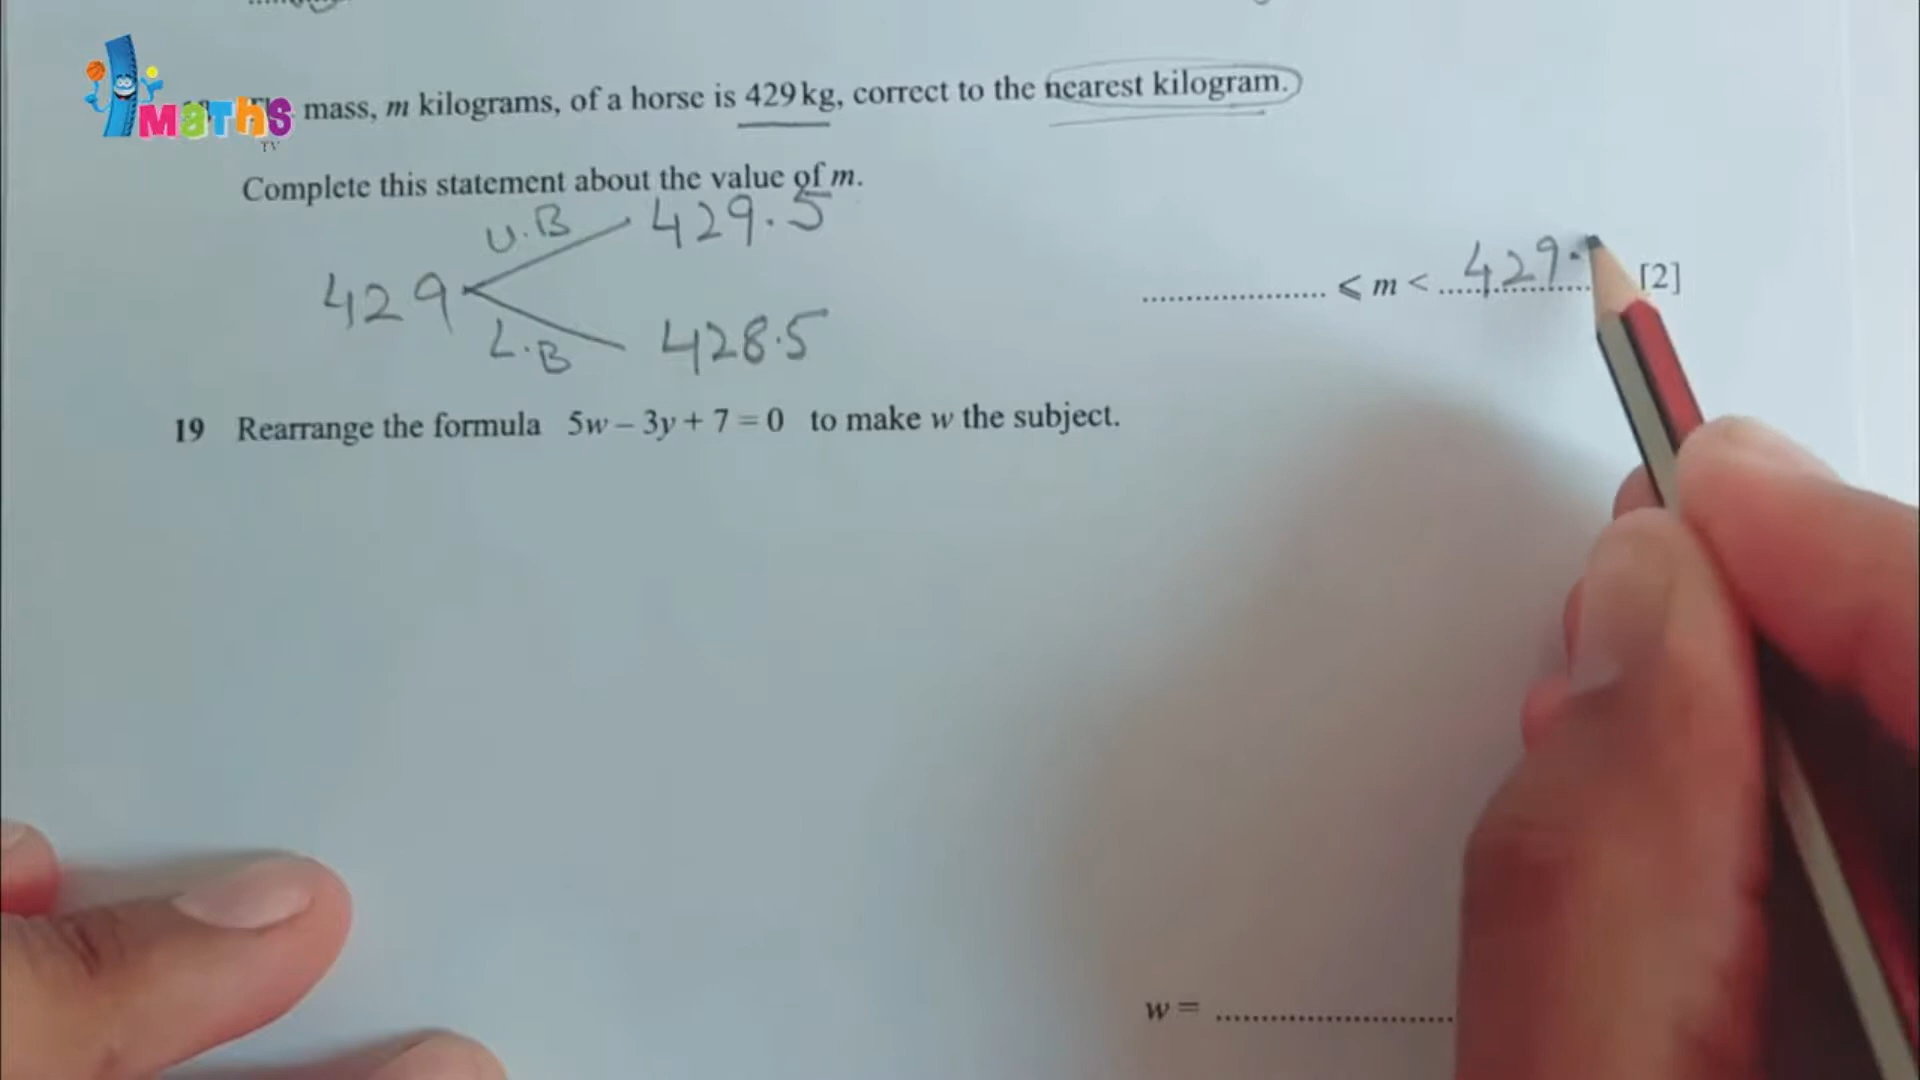 MaTHS
TV
mass, m kilograms, of a horse is 429 kg, correct to the nearest kilogram.
Complete this statement about the value of m.
U.B 429.5
429
L.B 428.5
.................... ⩽ m < 429. [2]
19 Rearrange the formula 5w – 3y + 7 = 0 to make w the subject.
w = ..........................